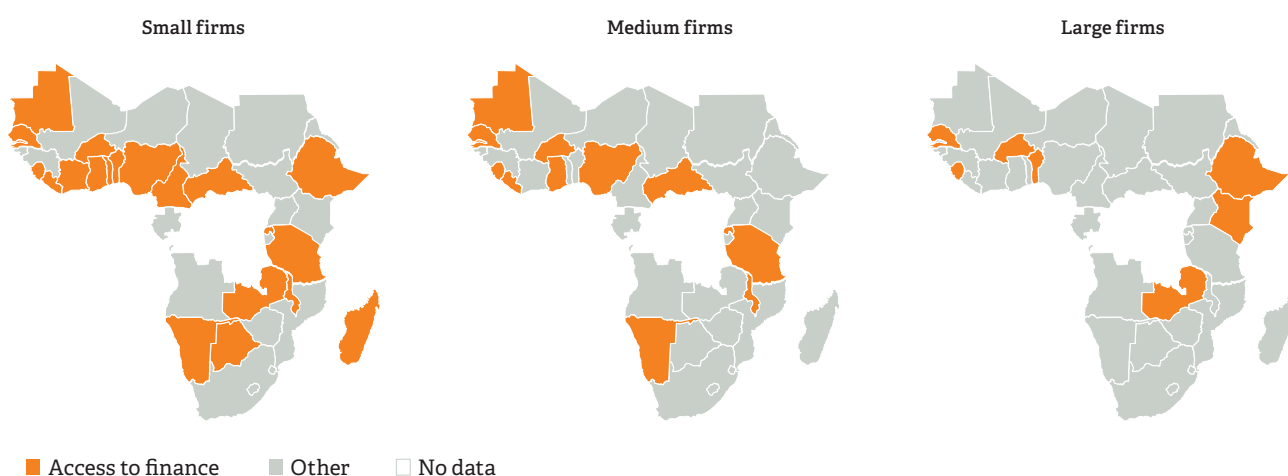 Small firms
Medium firms
Large firms
Access to finance
Other
No data